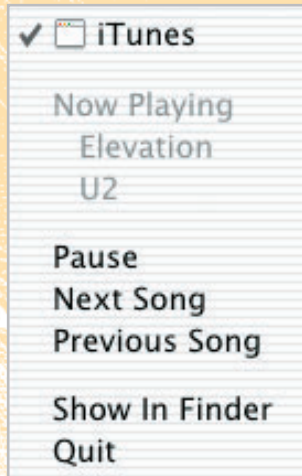 iTunes
Now Playing
Elevation
U2
Pause
Next Song
Previous Song
Show In Finder
Quit